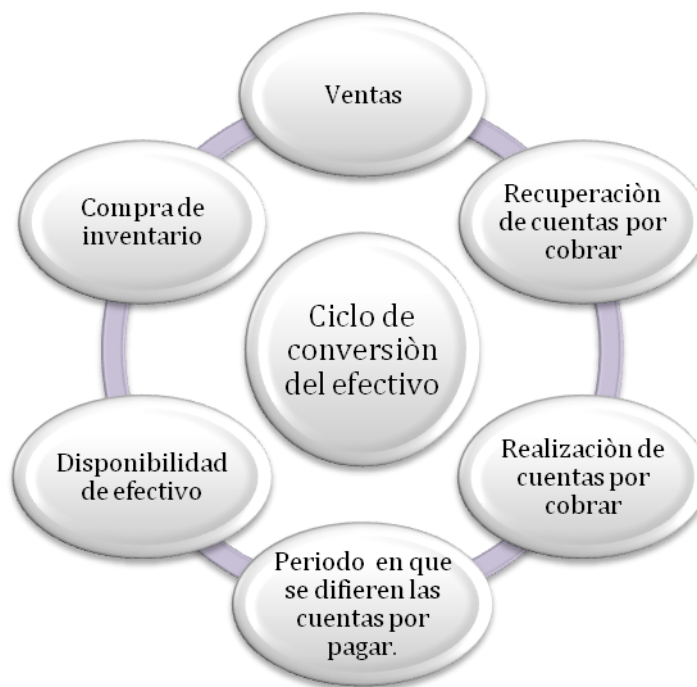 Ventas
Recuperaciòn
de cuentas por
cobrar
Realizaciòn de
cuentas por
cobrar
Periodo en que
se difieren las
cuentas por
pagar.
Disponibilidad
de efectivo
Compra de
inventario
Ciclo de
conversiòn
del efectivo